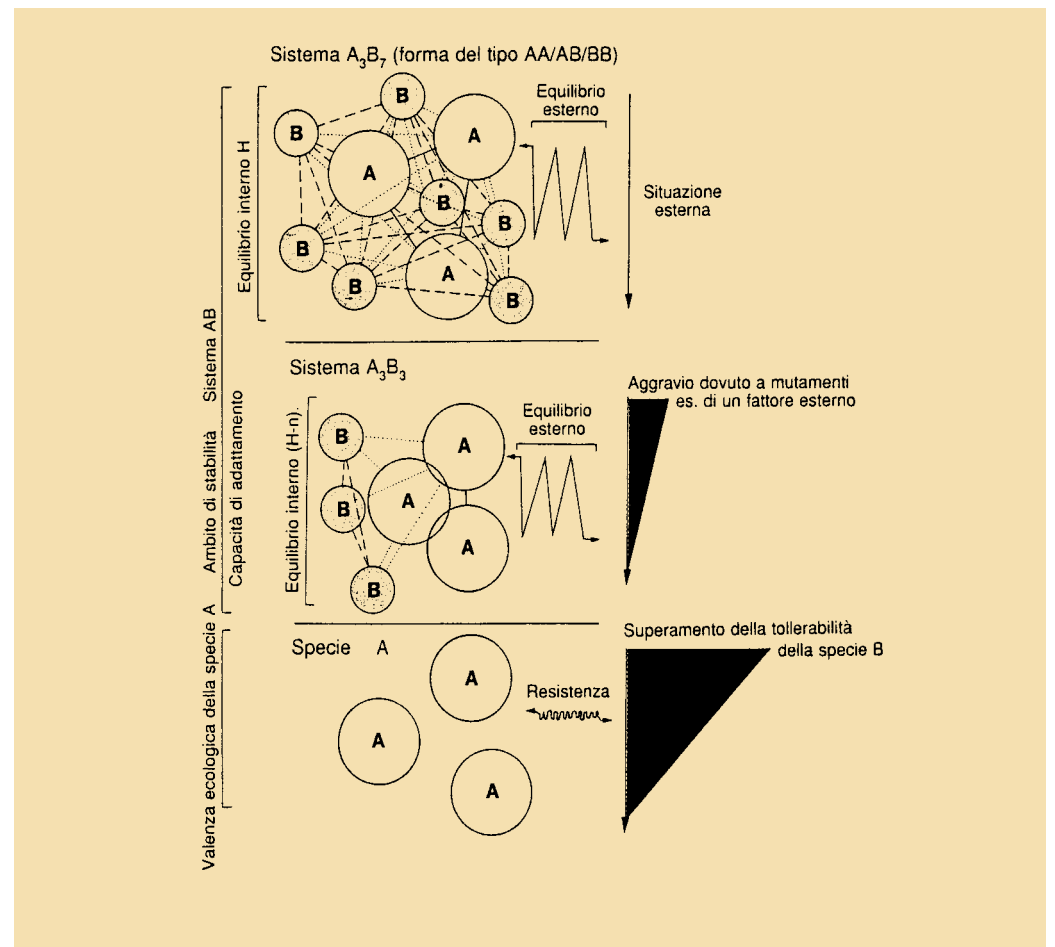 Sistema A₃B₇ (forma del tipo AA/AB/BB)
B
B
A
A
B
B
B
A
B
B
Equilibrio
esterno
Situazione
esterna
Equilibrio interno H
Sistema AB
Ambito di stabilità
Capacità di adattamento
Sistema A₃B₃
B
A
A
B
A
B
Equilibrio
esterno
Aggravio dovuto a mutamenti
es. di un fattore esterno
Equilibrio interno (H-n)
Valenza ecologica della specie A
Specie A
A
A
A
Resistenza
Superamento della tollerabilità
della specie B